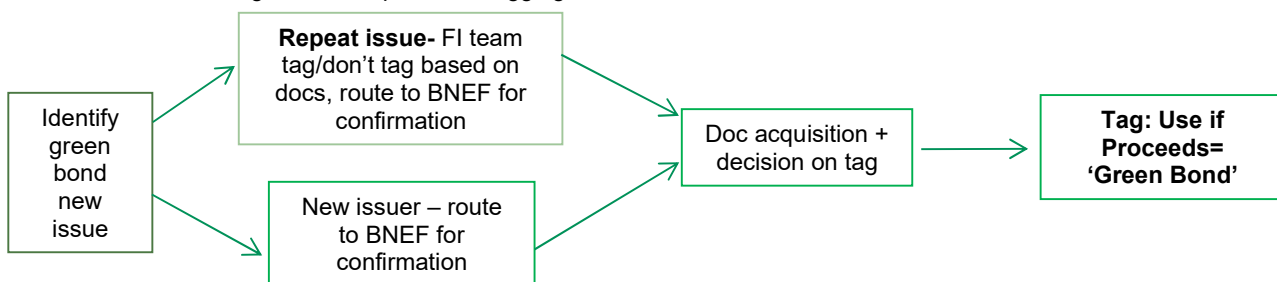 Repeat issue- FI team
tag/don't tag based on
docs, route to BNEF for
confirmation
Identify
green
bond
new
issue
New issuer – route
to BNEF for
confirmation
Doc acquisition +
decision on tag
Tag: Use if
Proceeds=
‘Green Bond’